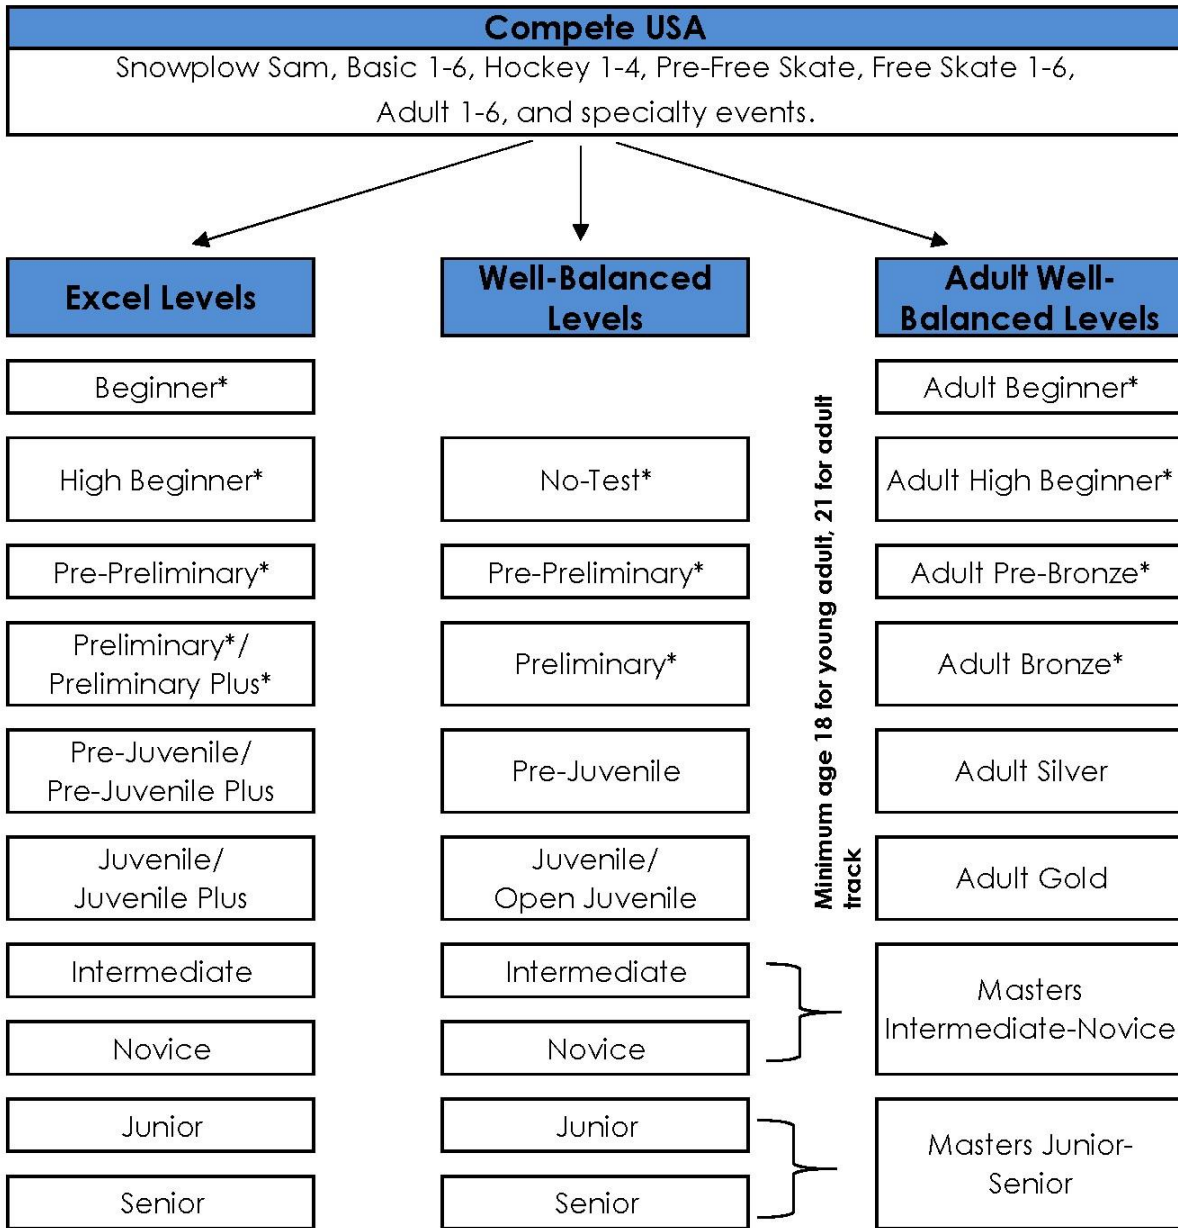 Compete USA
Snowplow Sam, Basic 1-6, Hockey 1-4, Pre-Free Skate, Free Skate 1-6,
Adult 1-6, and specialty events.
Excel Levels
Beginner*
High Beginner*
Pre-Preliminary*
Preliminary*/
Preliminary Plus*
Pre-Juvenile/
Pre-Juvenile Plus
Juvenile/
Juvenile Plus
Intermediate
Novice
Junior
Senior
Well-Balanced
Levels
No-Test*
Pre-Preliminary*
Preliminary*
Pre-Juvenile
Juvenile/
Open Juvenile
Intermediate
Novice
Junior
Senior
Minimum age 18 for young adult, 21 for adult
track
Adult Well-
Balanced Levels
Adult Beginner*
Adult High Beginner*
Adult Pre-Bronze*
Adult Bronze*
Adult Silver
Adult Gold
Masters
Intermediate-Novice
Masters Junior-
Senior